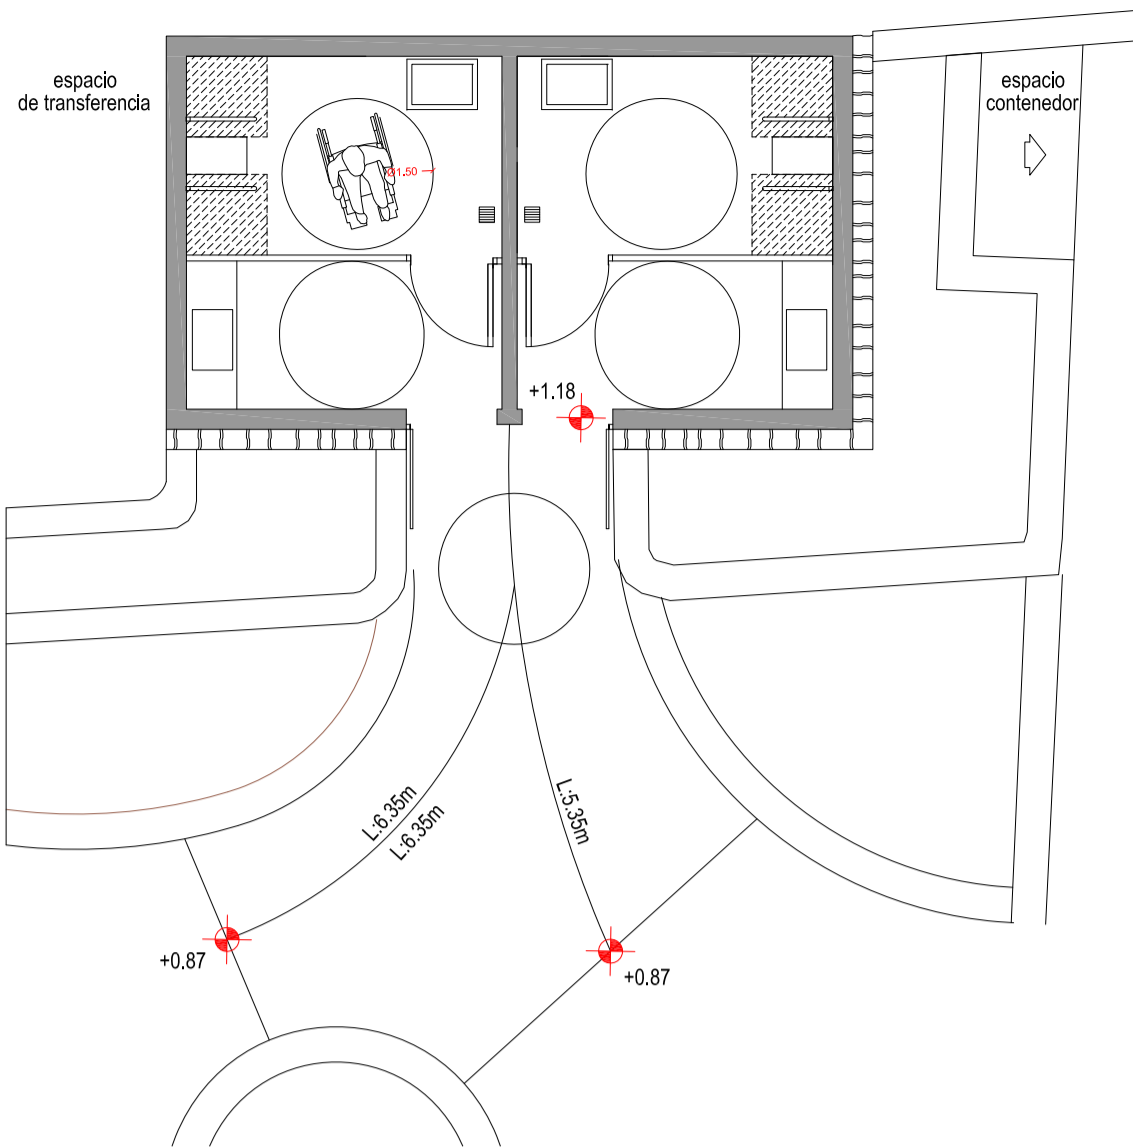 espacio
de transferencia
espacio
contenedor
Ø1.50
+1.18
L:6.35m
L:6.35m
L:5.35m
+0.87
+0.87